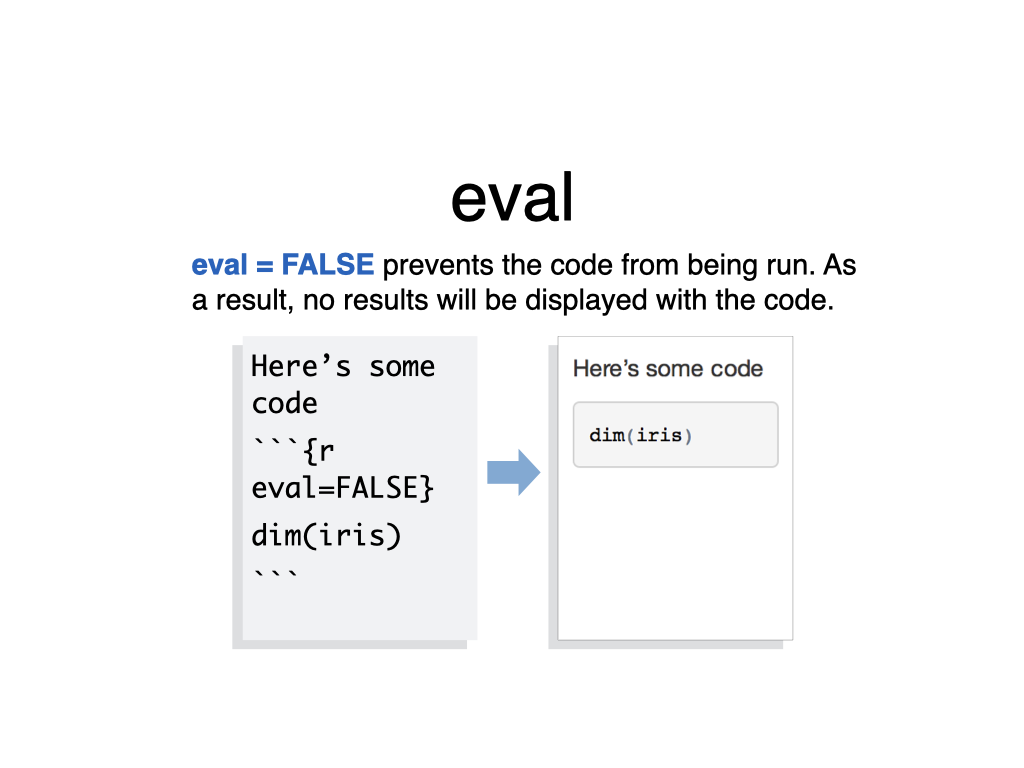 eval
eval = FALSE prevents the code from being run. As
a result, no results will be displayed with the code.
Here’s some
code
```{r
eval=FALSE}
dim(iris)
```
Here’s some code
dim(iris)